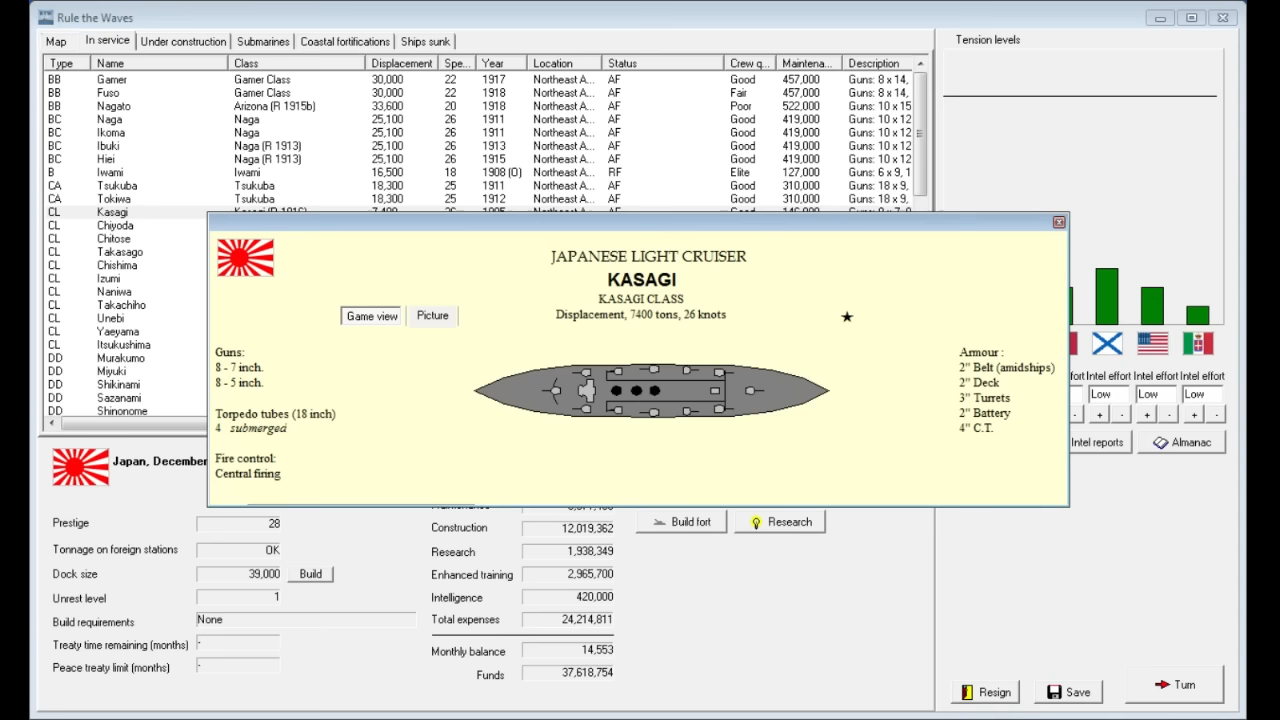 Rule the Waves
Map In service Under construction Submarines Coastal fortifications Ships sunk
Type Name Class Displacement Spe... Year Location Status Crew q... Maintena... Description
BB Gamer Gamer Class 30,000 22 1917 Northeast A... AF Good 457,000 Guns: 8 x 14,
BB Fuso Gamer Class 30,000 22 1918 Northeast A... AF Fair 457,000 Guns: 8 x 14,
BB Nagato Arizona (R 1915b) 33,600 20 1918 Northeast A... AF Poor 522,000 Guns: 10 x 15
BC Naga Naga 25,100 26 1911 Northeast A... AF Good 419,000 Guns: 10 x 12
BC Ikoma Naga 25,100 26 1911 Northeast A... AF Good 419,000 Guns: 10 x 12
BC Ibuki Naga (R 1913) 25,100 26 1913 Northeast A... AF Good 419,000 Guns: 10 x 12
BC Hiei Naga (R 1913) 25,100 26 1915 Northeast A... AF Good 419,000 Guns: 10 x 12
B Iwami Iwami 16,500 18 1908 (O) Northeast A... RF Elite 127,000 Guns: 6 x 9, 1
CA Tsukuba Tsukuba 18,300 25 1911 Northeast A... AF Good 310,000 Guns: 18 x 9,
CA Tokiwa Tsukuba 18,300 25 1912 Northeast A... AF Good 310,000 Guns: 18 x 9,
CL Kasagi
CL Chiyoda
CL Chitose
CL Takasago
CL Chishima
CL Izumi
CL Naniwa
CL Takachiho
CL Unebi
CL Yaeyama
CL Itsukushima
DD Murakumo
DD Miyuki
DD Shikinami
DD Sazanami
DD Shinonome
JAPANESE LIGHT CRUISER
KASAGI
KASAGI CLASS
Displacement, 7400 tons, 26 knots
Game view Picture
Guns:
8 - 7 inch.
8 - 5 inch.
Torpedo tubes (18 inch)
4 submerged
Fire control:
Central firing
Armour :
2" Belt (amidships)
2" Deck
3" Turrets
2" Battery
4" C.T.
Tension levels
Intel effort Intel effort Intel effort
Low Low Low
- + - + - + -
Intel reports Almanac
Japan, December
Prestige 28
Tonnage on foreign stations OK
Dock size 39,000 Build
Unrest level 1
Build requirements None
Treaty time remaining (months) -
Peace treaty limit (months) -
Construction 12,019,362
Research 1,938,349
Enhanced training 2,965,700
Intelligence 420,000
Total expenses 24,214,811
Monthly balance 14,553
Funds 37,618,754
Build fort Research
Resign Save Turn